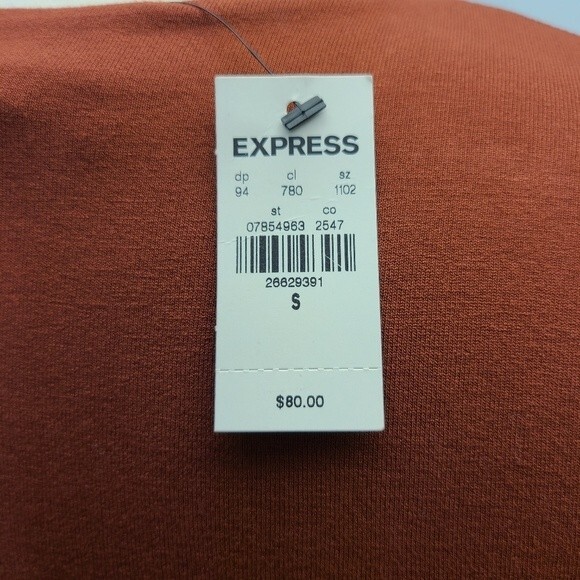 EXPRESS
dp cl sz
94 780 1102
st co
07854963 2547
26629391
S
$80.00